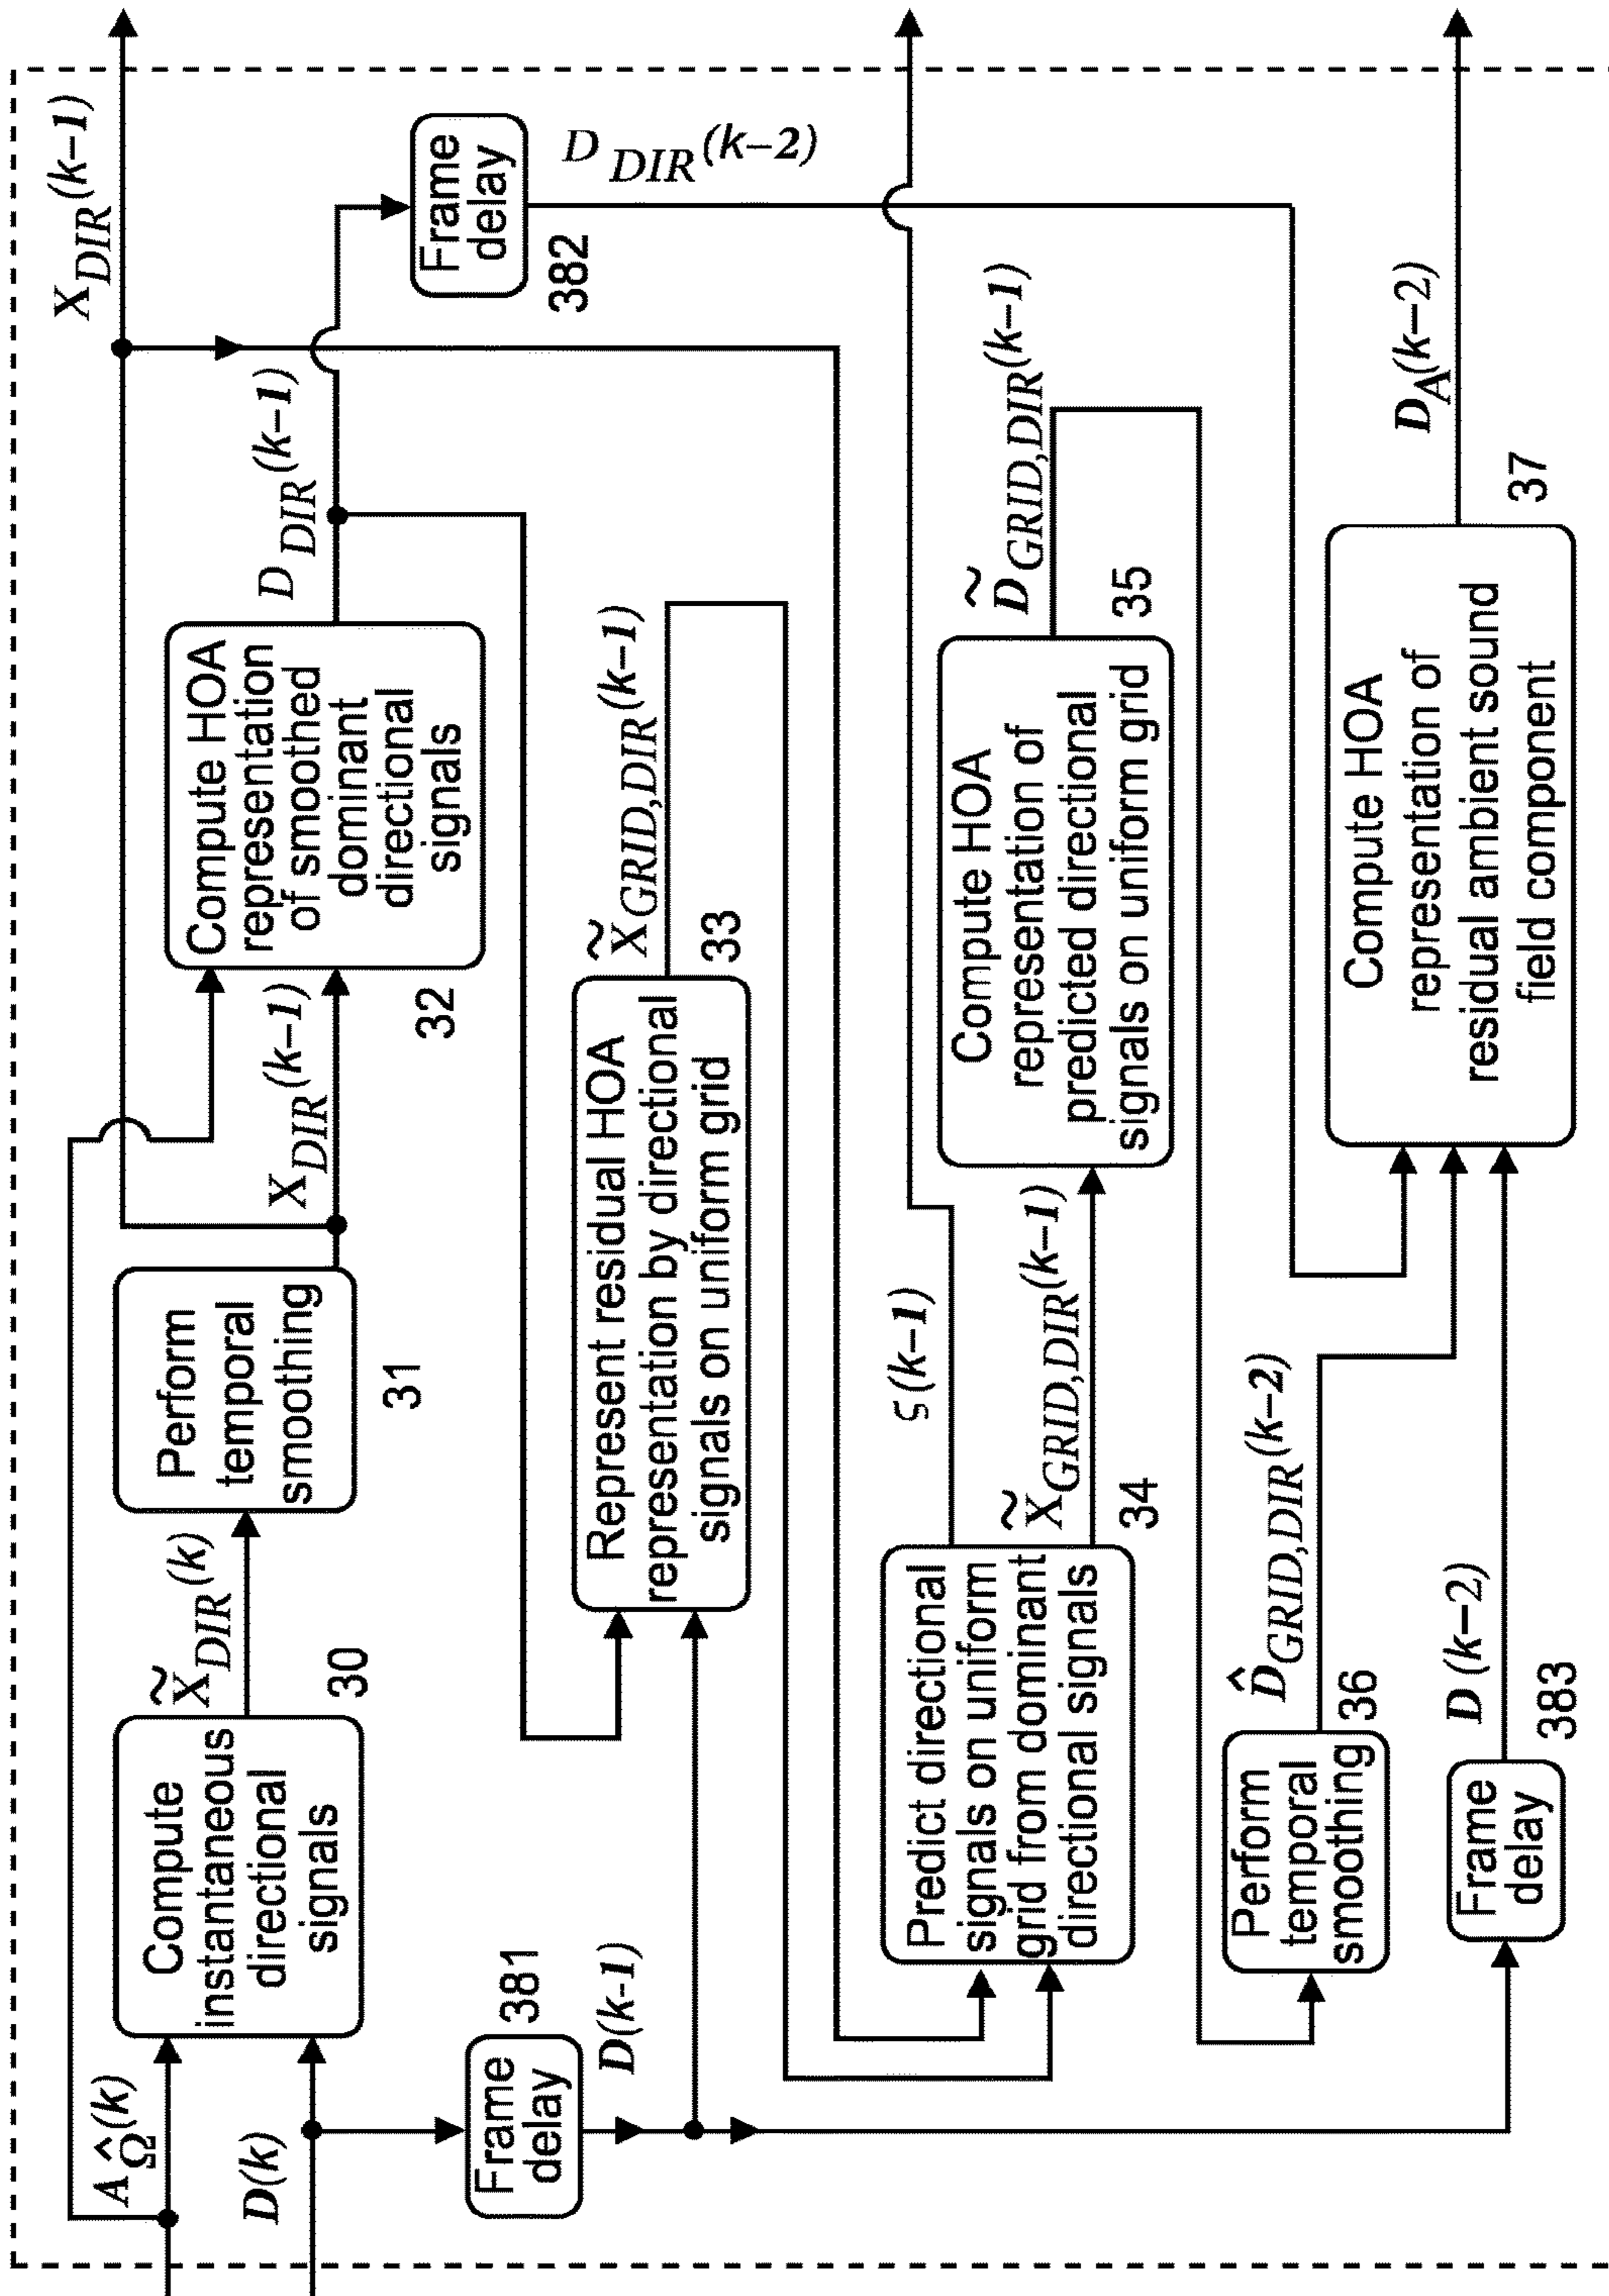 A Ω̂ (k)
D(k)
Compute
instantaneous
directional
signals
30
X̃ DIR (k)
Perform
temporal
smoothing
31
X DIR (k−1)
Compute HOA
representation
of smoothed
dominant
directional
signals
32
D DIR (k−1)
X DIR (k−1)
Frame
delay
382
D DIR (k−2)
Frame
delay
381
D(k-1)
Represent residual HOA
representation by directional
signals on uniform grid
33
X̃ GRID,DIR (k−1)
Predict directional
signals on uniform
grid from dominant
directional signals
34
ς(k−1)
X̃ GRID,DIR (k−1)
Compute HOA
representation of
predicted directional
signals on uniform grid
35
D̃ GRID,DIR (k−1)
Perform
temporal
smoothing
36
D̂ GRID,DIR (k−2)
Frame
delay
383
D (k−2)
Compute HOA
representation of
residual ambient sound
field component
37
D A (k−2)